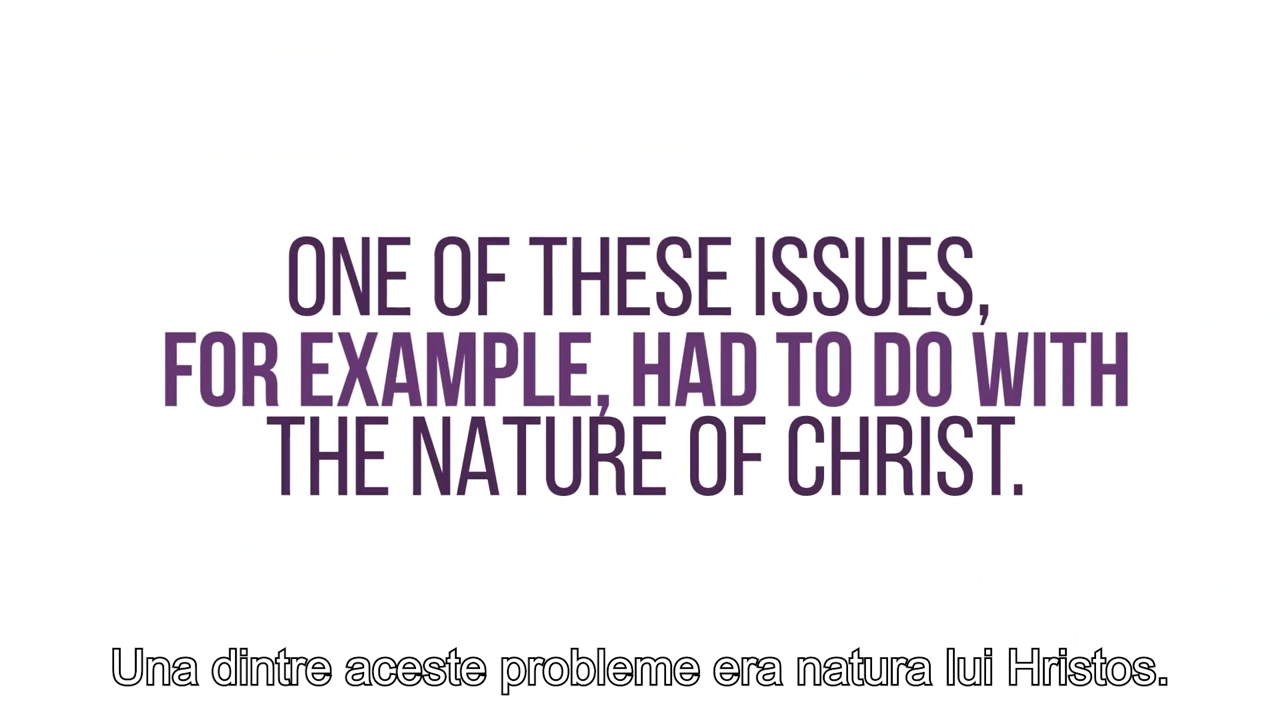 ONE OF THESE ISSUES,
FOR EXAMPLE, HAD TO DO WITH
THE NATURE OF CHRIST.
Una dintre aceste probleme era natura lui Hristos.